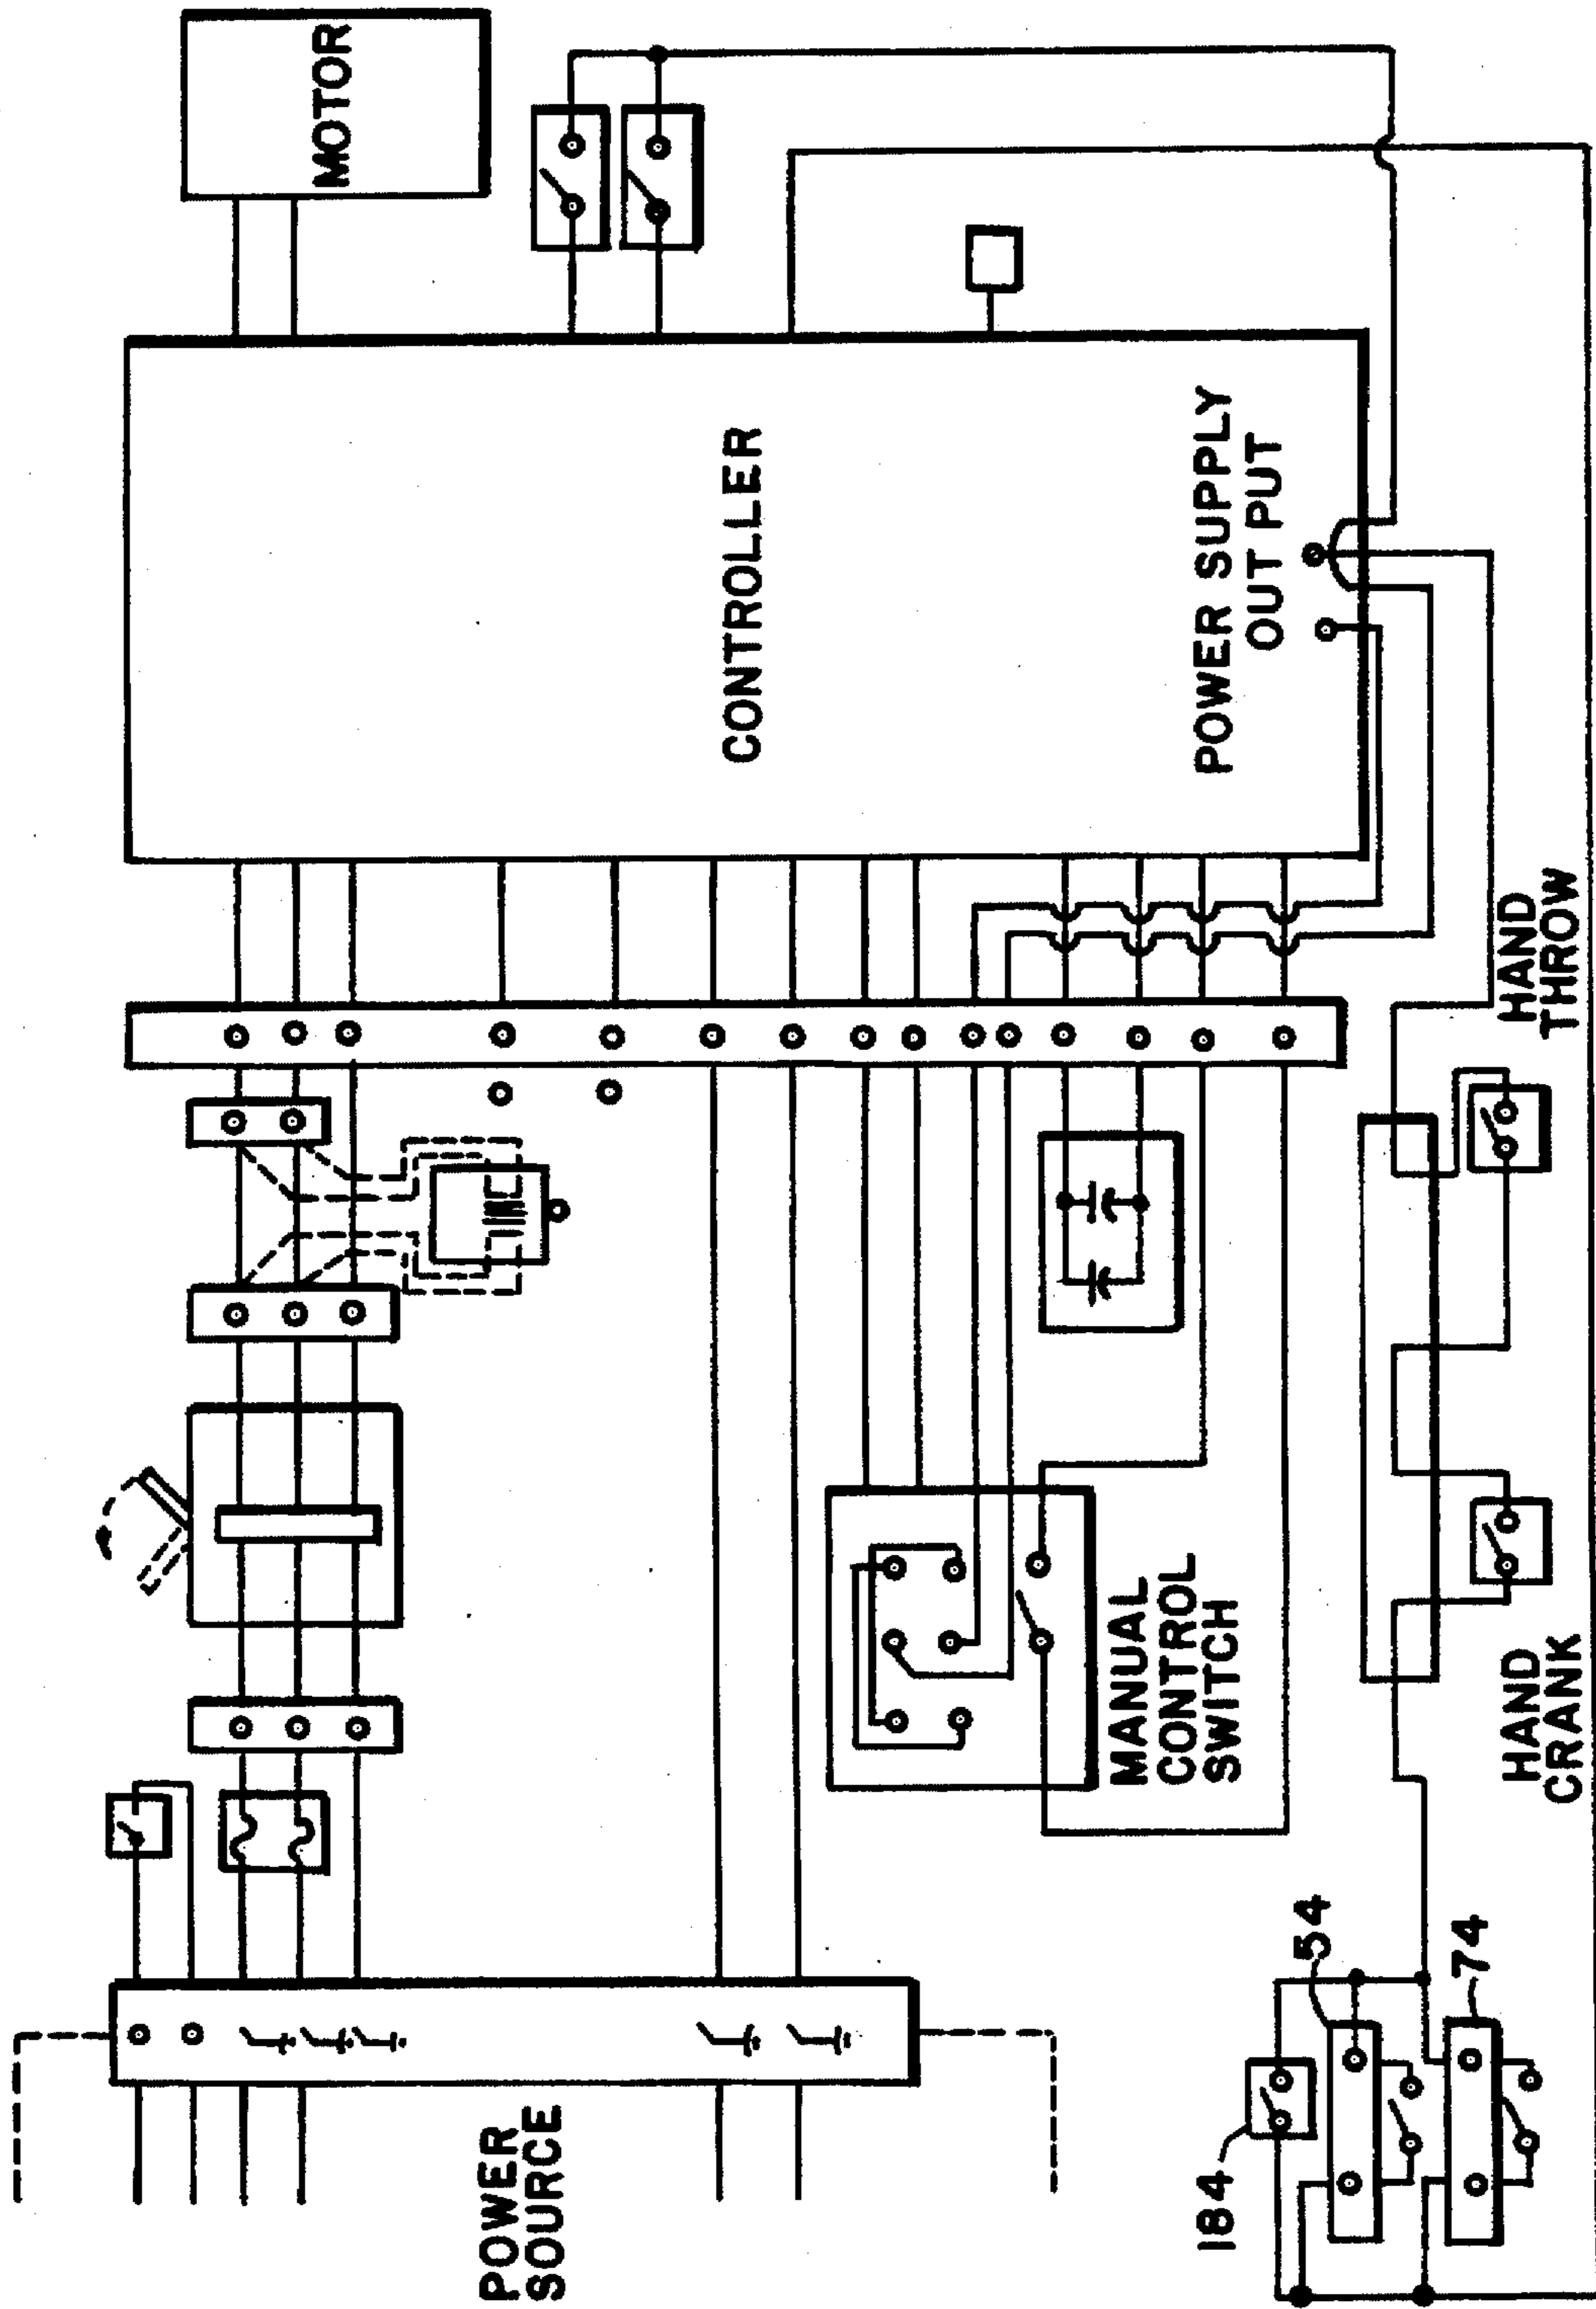 MOTOR
CONTROLLER
POWER SUPPLY
OUT PUT
HAND
THROW
MANUAL
CONTROL
SWITCH
HAND
CRANK
POWER
SOURCE
54
74
184